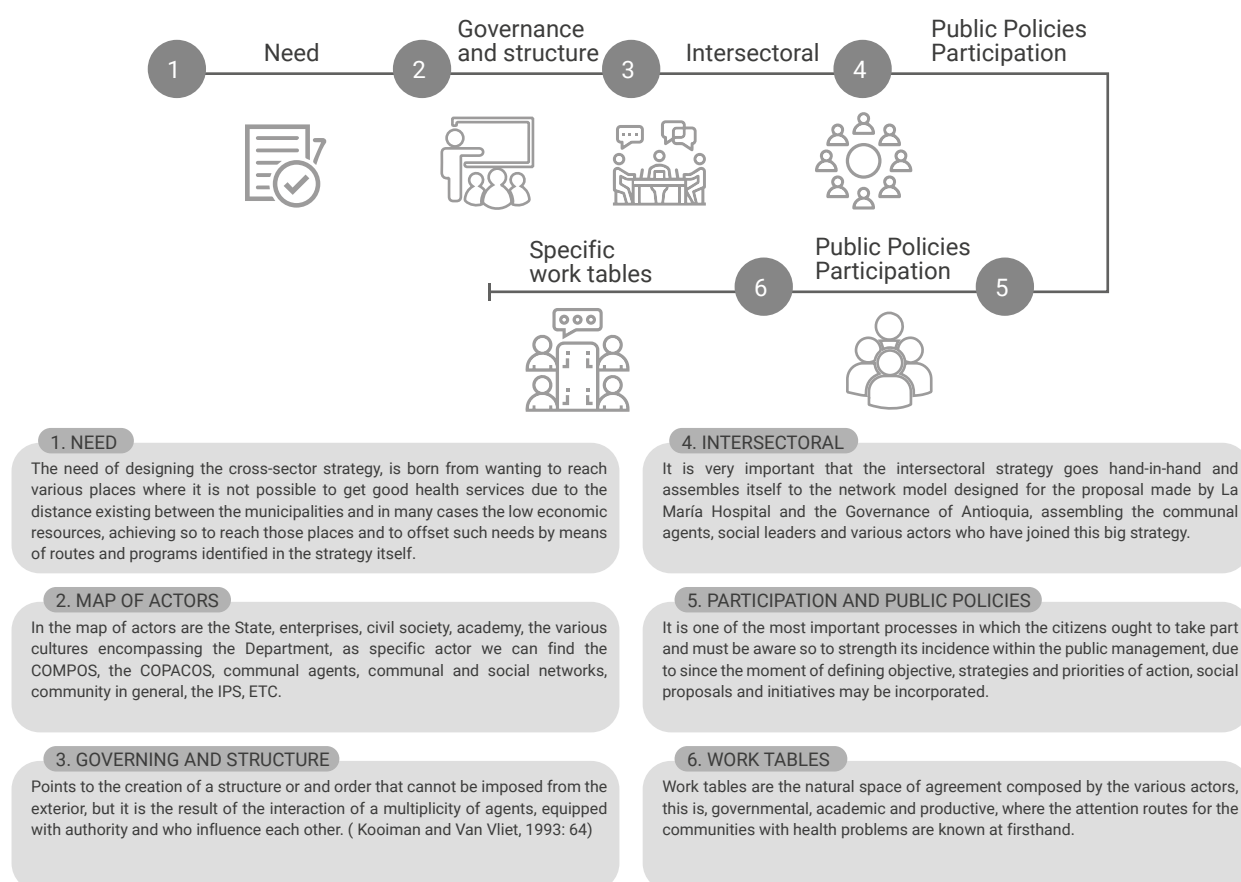 1
Need
2
Governance
and structure
3
Intersectoral
4
Public Policies
Participation
Specific
work tables
6
Public Policies
Participation
5
1. NEED
The need of designing the cross-sector strategy, is born from wanting to reach
various places where it is not possible to get good health services due to the
distance existing between the municipalities and in many cases the low economic
resources, achieving so to reach those places and to offset such needs by means
of routes and programs identified in the strategy itself.
2. MAP OF ACTORS
In the map of actors are the State, enterprises, civil society, academy, the various
cultures encompassing the Department, as specific actor we can find the
COMPOS, the COPACOS, communal agents, communal and social networks,
community in general, the IPS, ETC.
3. GOVERNING AND STRUCTURE
Points to the creation of a structure or and order that cannot be imposed from the
exterior, but it is the result of the interaction of a multiplicity of agents, equipped
with authority and who influence each other. ( Kooiman and Van Vliet, 1993: 64)
4. INTERSECTORAL
It is very important that the intersectoral strategy goes hand-in-hand and
assembles itself to the network model designed for the proposal made by La
María Hospital and the Governance of Antioquia, assembling the communal
agents, social leaders and various actors who have joined this big strategy.
5. PARTICIPATION AND PUBLIC POLICIES
It is one of the most important processes in which the citizens ought to take part
and must be aware so to strength its incidence within the public management, due
to since the moment of defining objective, strategies and priorities of action, social
proposals and initiatives may be incorporated.
6. WORK TABLES
Work tables are the natural space of agreement composed by the various actors,
this is, governmental, academic and productive, where the attention routes for the
communities with health problems are known at firsthand.